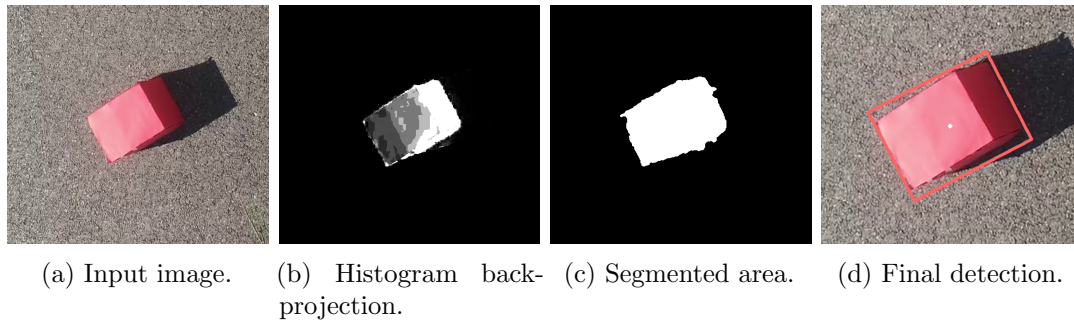 (a) Input image.
(b) Histogram back-
projection.
(c) Segmented area.
(d) Final detection.